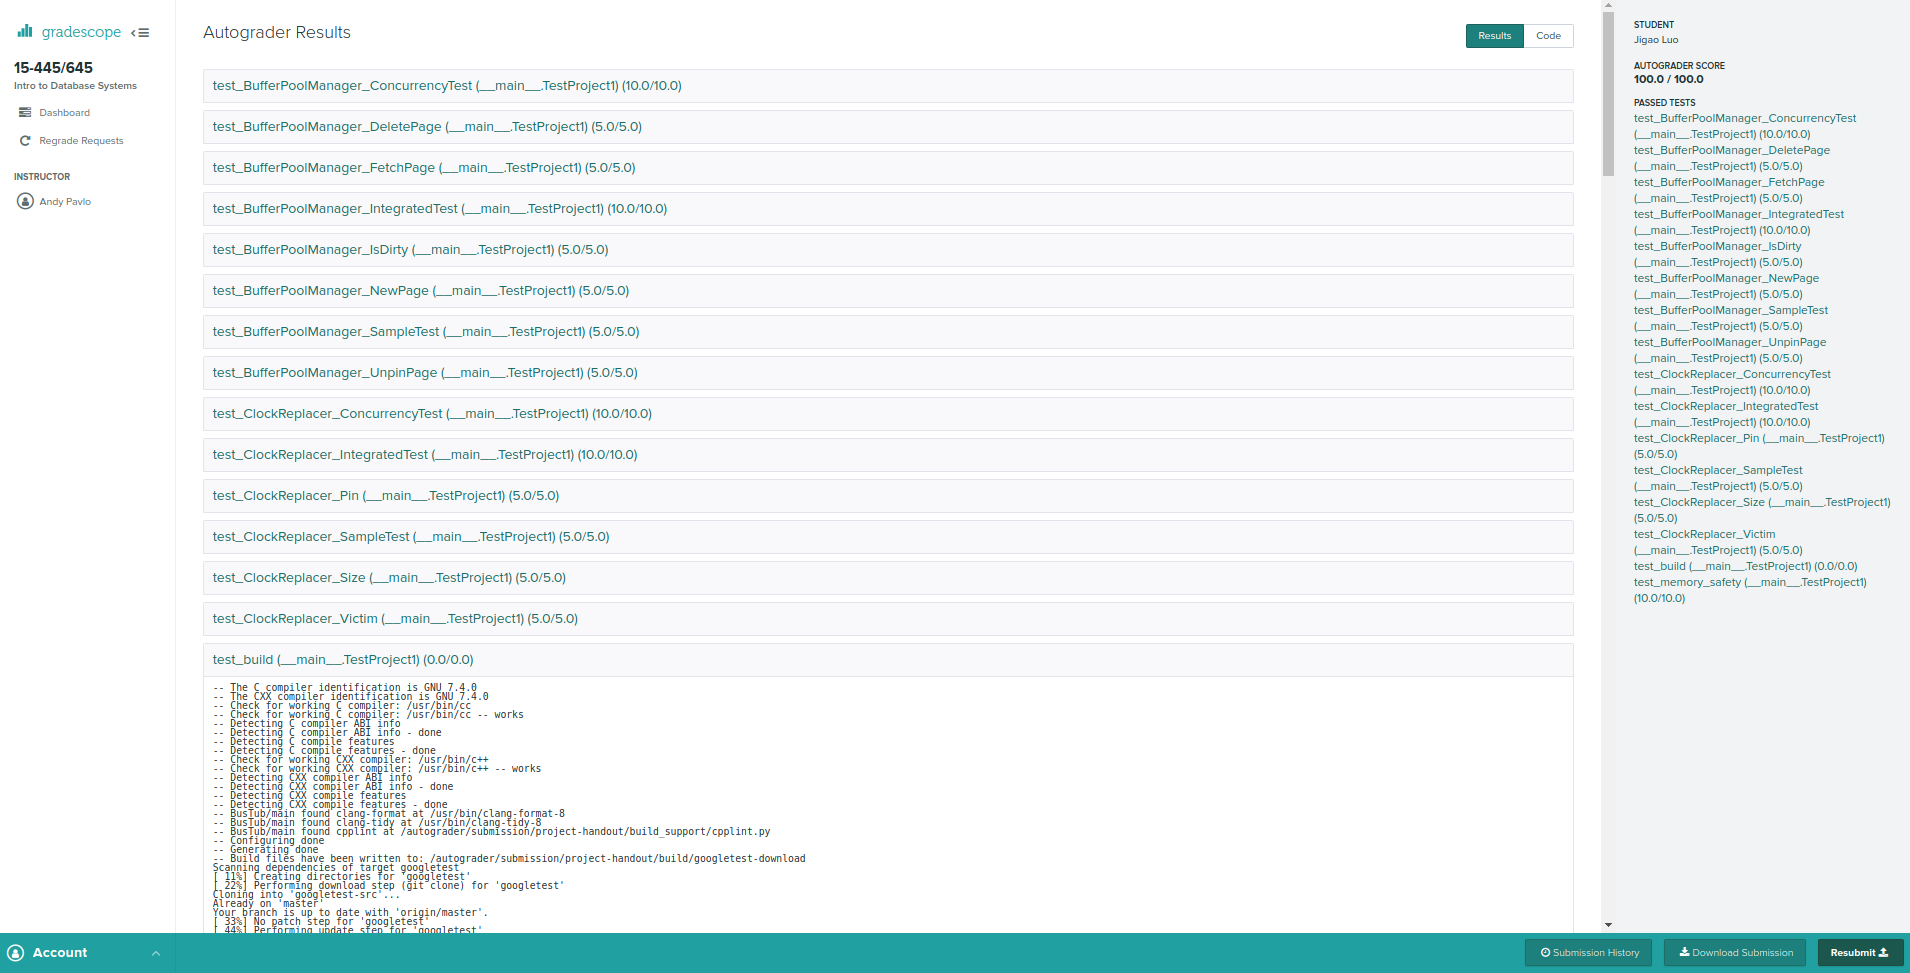 gradescope
15-445/645
Intro to Database Systems
Dashboard
Regrade Requests
INSTRUCTOR
Andy Pavlo
Account
Autograder Results
Results
Code
test_BufferPoolManager_ConcurrencyTest (__main__.TestProject1) (10.0/10.0)
test_BufferPoolManager_DeletePage (__main__.TestProject1) (5.0/5.0)
test_BufferPoolManager_FetchPage (__main__.TestProject1) (5.0/5.0)
test_BufferPoolManager_IntegratedTest (__main__.TestProject1) (10.0/10.0)
test_BufferPoolManager_IsDirty (__main__.TestProject1) (5.0/5.0)
test_BufferPoolManager_NewPage (__main__.TestProject1) (5.0/5.0)
test_BufferPoolManager_SampleTest (__main__.TestProject1) (5.0/5.0)
test_BufferPoolManager_UnpinPage (__main__.TestProject1) (5.0/5.0)
test_ClockReplacer_ConcurrencyTest (__main__.TestProject1) (10.0/10.0)
test_ClockReplacer_IntegratedTest (__main__.TestProject1) (10.0/10.0)
test_ClockReplacer_Pin (__main__.TestProject1) (5.0/5.0)
test_ClockReplacer_SampleTest (__main__.TestProject1) (5.0/5.0)
test_ClockReplacer_Size (__main__.TestProject1) (5.0/5.0)
test_ClockReplacer_Victim (__main__.TestProject1) (5.0/5.0)
test_build (__main__.TestProject1) (0.0/0.0)
-- The C compiler identification is GNU 7.4.0
-- The CXX compiler identification is GNU 7.4.0
-- Check for working C compiler: /usr/bin/cc
-- Check for working C compiler: /usr/bin/cc -- works
-- Detecting C compiler ABI info
-- Detecting C compiler ABI info - done
-- Detecting C compile features
-- Detecting C compile features - done
-- Check for working CXX compiler: /usr/bin/c++
-- Check for working CXX compiler: /usr/bin/c++ -- works
-- Detecting CXX compiler ABI info
-- Detecting CXX compiler ABI info - done
-- Detecting CXX compile features
-- Detecting CXX compile features - done
-- BusTub/main found clang-format at /usr/bin/clang-format-8
-- BusTub/main found clang-tidy at /usr/bin/clang-tidy-8
-- BusTub/main found cpplint at /autograder/submission/project-handout/build_support/cpplint.py
-- Configuring done
-- Generating done
-- Build files have been written to: /autograder/submission/project-handout/build/googletest-download
Scanning dependencies of target googletest
[ 11%] Creating directories for 'googletest'
[ 22%] Performing download step (git clone) for 'googletest'
Cloning into 'googletest-src'...
Already on 'master'
Your branch is up to date with 'origin/master'.
[ 33%] No patch step for 'googletest'
[ 44%] Performing update step for 'googletest'
STUDENT
Jigao Luo
AUTOGRADER SCORE
100.0 / 100.0
PASSED TESTS
test_BufferPoolManager_ConcurrencyTest
(__main__.TestProject1) (10.0/10.0)
test_BufferPoolManager_DeletePage
(__main__.TestProject1) (5.0/5.0)
test_BufferPoolManager_FetchPage
(__main__.TestProject1) (5.0/5.0)
test_BufferPoolManager_IntegratedTest
(__main__.TestProject1) (10.0/10.0)
test_BufferPoolManager_IsDirty
(__main__.TestProject1) (5.0/5.0)
test_BufferPoolManager_NewPage
(__main__.TestProject1) (5.0/5.0)
test_BufferPoolManager_SampleTest
(__main__.TestProject1) (5.0/5.0)
test_BufferPoolManager_UnpinPage
(__main__.TestProject1) (5.0/5.0)
test_ClockReplacer_ConcurrencyTest
(__main__.TestProject1) (10.0/10.0)
test_ClockReplacer_IntegratedTest
(__main__.TestProject1) (10.0/10.0)
test_ClockReplacer_Pin (__main__.TestProject1)
(5.0/5.0)
test_ClockReplacer_SampleTest
(__main__.TestProject1) (5.0/5.0)
test_ClockReplacer_Size (__main__.TestProject1)
(5.0/5.0)
test_ClockReplacer_Victim
(__main__.TestProject1) (5.0/5.0)
test_build (__main__.TestProject1) (0.0/0.0)
test_memory_safety (__main__.TestProject1)
(10.0/10.0)
Submission History
Download Submission
Resubmit